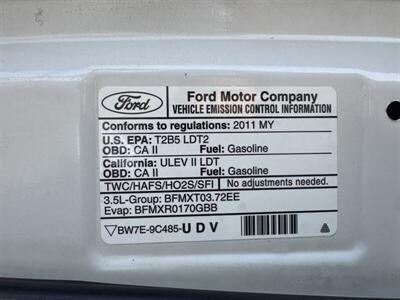 Ford
Ford Motor Company
VEHICLE EMISSION CONTROL INFORMATION
Conforms to regulations: 2011 MY
U.S. EPA: T2B5 LDT2
OBD: CA II Fuel: Gasoline
California: ULEV II LDT
OBD: CA II Fuel: Gasoline
TWC/HAFS/HO2S/SFI No adjustments needed.
3.5L-Group: BFMXT03.72EE
Evap: BFMXR0170GBB
BW7E-9C485-U D V